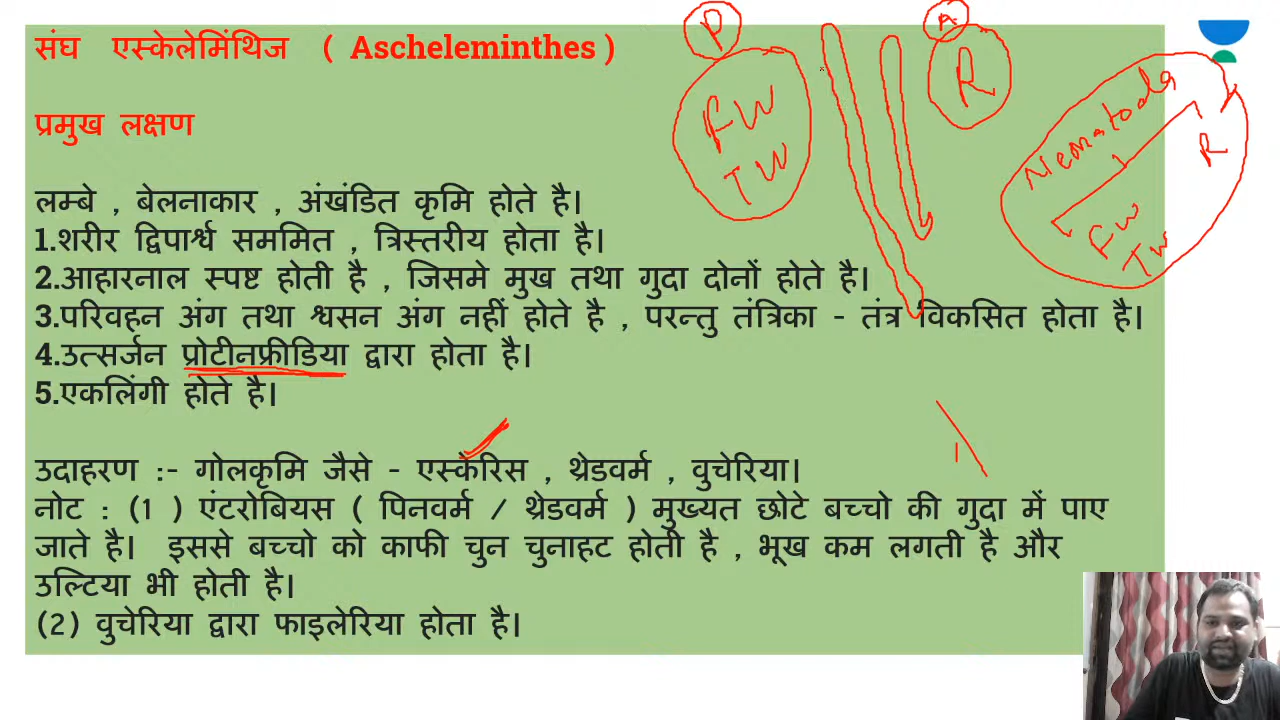 संघ एस्केलेमिंथिज ( Ascheleminthes )
प्रमुख लक्षण
लम्बे , बेलनाकार , अंखंडित कृमि होते है।
1.शरीर द्विपार्श्व सममित , त्रिस्तरीय होता है।
2.आहारनाल स्पष्ट होती है , जिसमे मुख तथा गुदा दोनों होते है।
3.परिवहन अंग तथा श्वसन अंग नहीं होते है , परन्तु तंत्रिका - तंत्र विकसित होता है।
4.उत्सर्जन प्रोटीनफ्रीडिया द्वारा होता है।
5.एकलिंगी होते है।
उदाहरण :- गोलकृमि जैसे - एस्केरिस , थ्रेडवर्म , वुचेरिया।
नोट : (1 ) एंटरोबियस ( पिनवर्म / थ्रेडवर्म ) मुख्यत छोटे बच्चो की गुदा में पाए
जाते है। इससे बच्चो को काफी चुन चुनाहट होती है , भूख कम लगती है और
उल्टिया भी होती है।
(2) वुचेरिया द्वारा फाइलेरिया होता है।
P
FW
TW
A
R
Nematoda
R
FW
TW